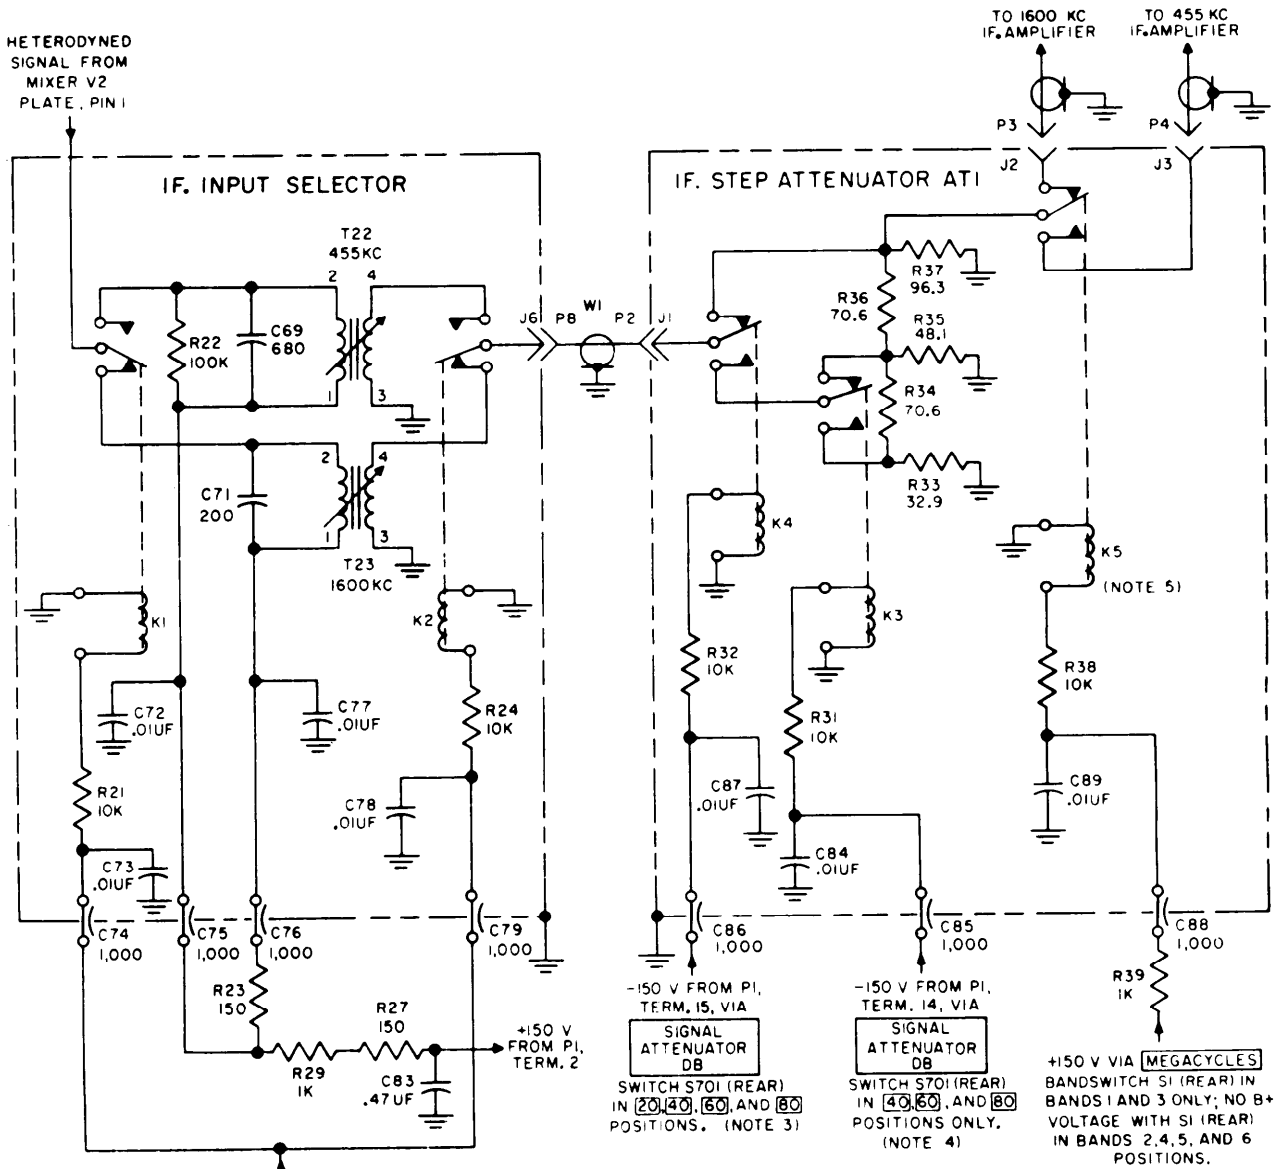 HETERODYNED
SIGNAL FROM
MIXER V2
PLATE, PIN 1
TO 1600 KC
IF. AMPLIFIER
TO 455 KC
IF. AMPLIFIER
P3
P4
J2
J3
IF. INPUT SELECTOR
IF. STEP ATTENUATOR AT1
T22
455KC
2
4
1
3
R22
100K
C69
680
J6
P8
W1
P2
J1
R37
96.3
R36
70.6
R35
48.1
R34
70.6
R33
32.9
2
4
1
3
C71
200
T23
1600KC
K1
K2
K4
K3
K5
(NOTE 5)
C72
.01UF
C77
.01UF
R24
10K
R32
10K
R31
10K
R38
10K
R21
10K
C78
.01UF
C87
.01UF
C89
.01UF
C73
.01UF
C84
.01UF
C74
1,000
C75
1,000
C76
1,000
C79
1,000
C86
1,000
C85
1,000
C88
1,000
R23
150
R27
150
R29
1K
C83
.47UF
+150 V
FROM P1,
TERM. 2
-150 V FROM P1,
TERM. 15, VIA
SIGNAL
ATTENUATOR
DB
SWITCH S701 (REAR)
IN 20, 40, 60, AND 80
POSITIONS. (NOTE 3)
-150 V FROM P1,
TERM. 14, VIA
SIGNAL
ATTENUATOR
DB
SWITCH S701 (REAR)
IN 40, 60, AND 80
POSITIONS ONLY.
(NOTE 4)
R39
1K
+150 V VIA MEGACYCLES
BANDSWITCH S1 (REAR) IN
BANDS 1 AND 3 ONLY; NO B+
VOLTAGE WITH S1 (REAR)
IN BANDS 2,4,5, AND 6
POSITIONS.